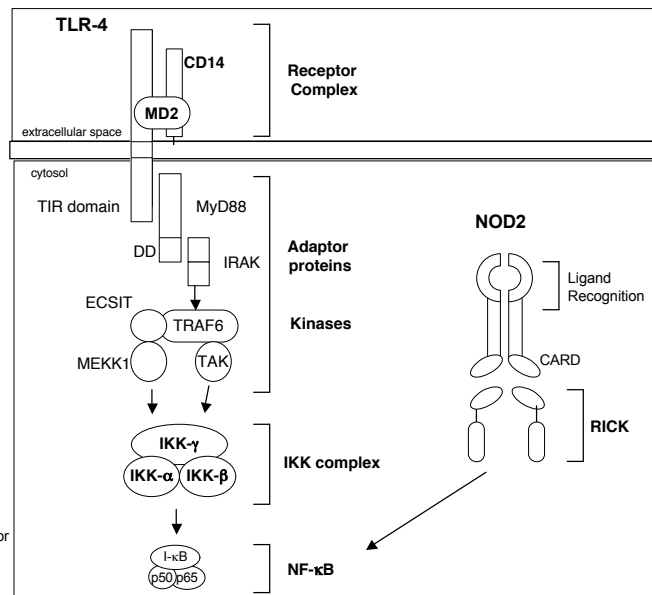 TLR-4
CD14
Receptor
Complex
MD2
extracellular space
cytosol
TIR domain
MyD88
DD
IRAK
Adaptor
proteins
NOD2
Ligand
Recognition
ECSIT
TRAF6
Kinases
MEKK1
TAK
CARD
RICK
IKK-γ
IKK-α
IKK-β
IKK complex
or
I-κB
p50
p65
NF-κB